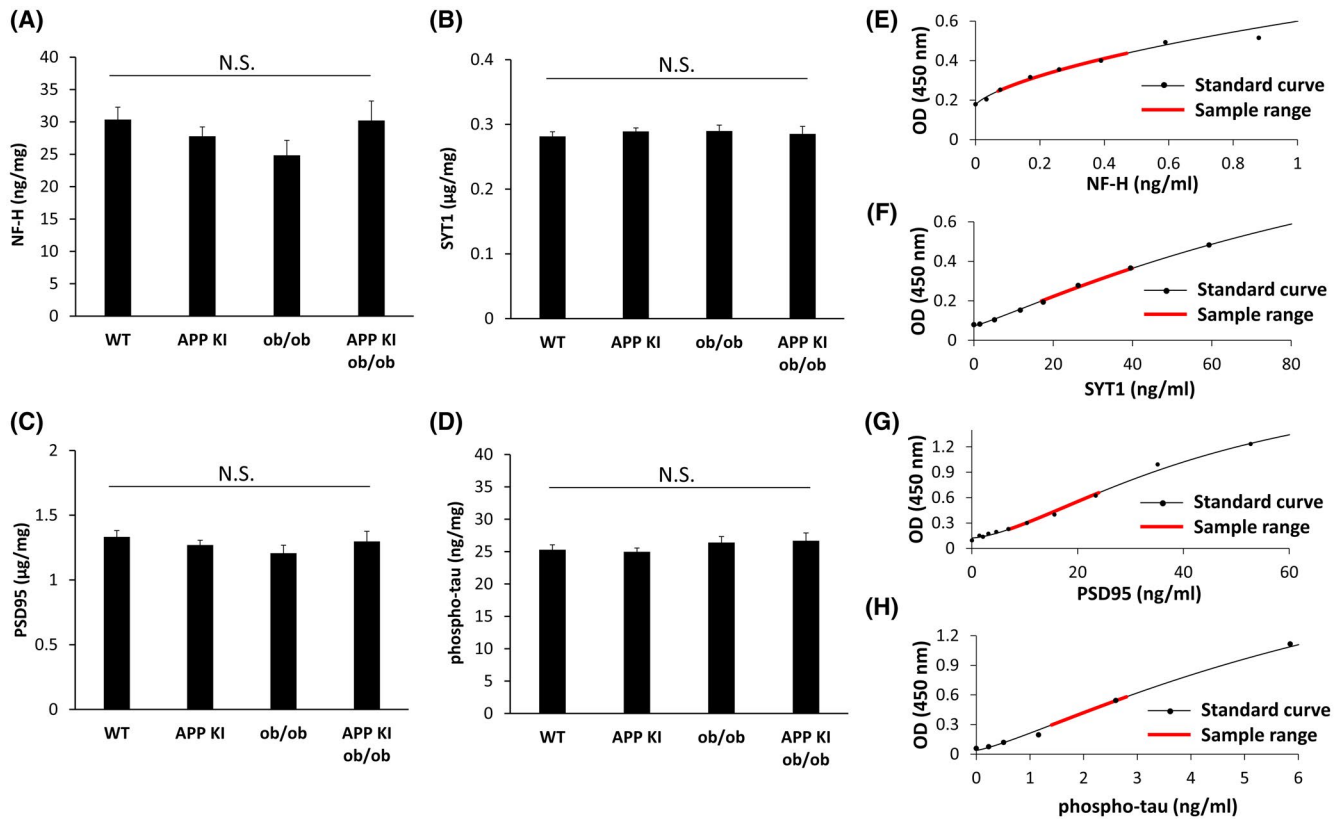 (A)
NF-H (ng/mg)
40
35
30
25
20
15
10
5
0
N.S.
WT
APP KI
ob/ob
APP KI
ob/ob
(B)
SYT1 (µg/mg)
0.4
0.3
0.2
0.1
0
N.S.
WT
APP KI
ob/ob
APP KI
ob/ob
(C)
PSD95 (µg/mg)
2
1.5
1
0.5
0
N.S.
WT
APP KI
ob/ob
APP KI
ob/ob
(D)
phospho-tau (ng/mg)
40
35
30
25
20
15
10
5
0
N.S.
WT
APP KI
ob/ob
APP KI
ob/ob
(E)
OD (450 nm)
0.6
0.4
0.2
0
Standard curve
Sample range
0 0.2 0.4 0.6 0.8 1
NF-H (ng/ml)
(F)
OD (450 nm)
0.6
0.4
0.2
0
Standard curve
Sample range
0 20 40 60 80
SYT1 (ng/ml)
(G)
OD (450 nm)
1.2
0.9
0.6
0.3
0
Standard curve
Sample range
0 20 40 60
PSD95 (ng/ml)
(H)
OD (450 nm)
1.2
0.9
0.6
0.3
0
Standard curve
Sample range
0 1 2 3 4 5 6
phospho-tau (ng/ml)